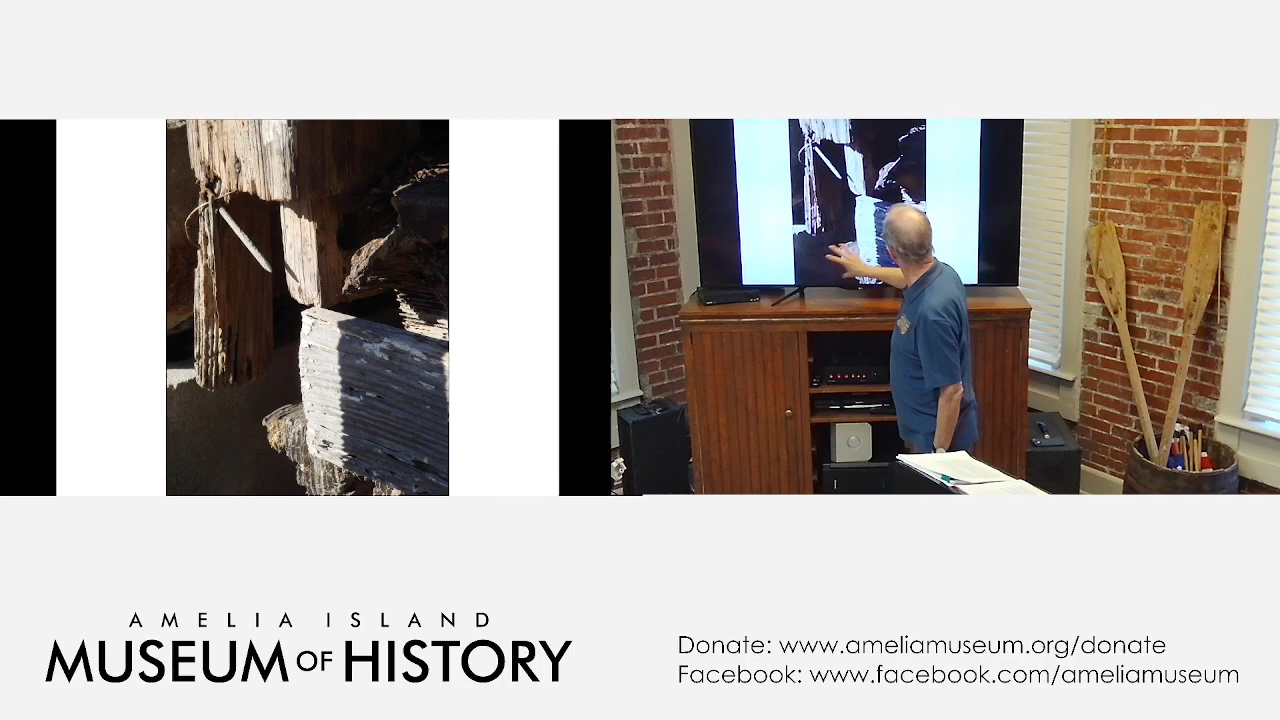 AMELIA ISLAND
MUSEUM OF HISTORY
Donate: www.ameliamuseum.org/donate
Facebook: www.facebook.com/ameliamuseum